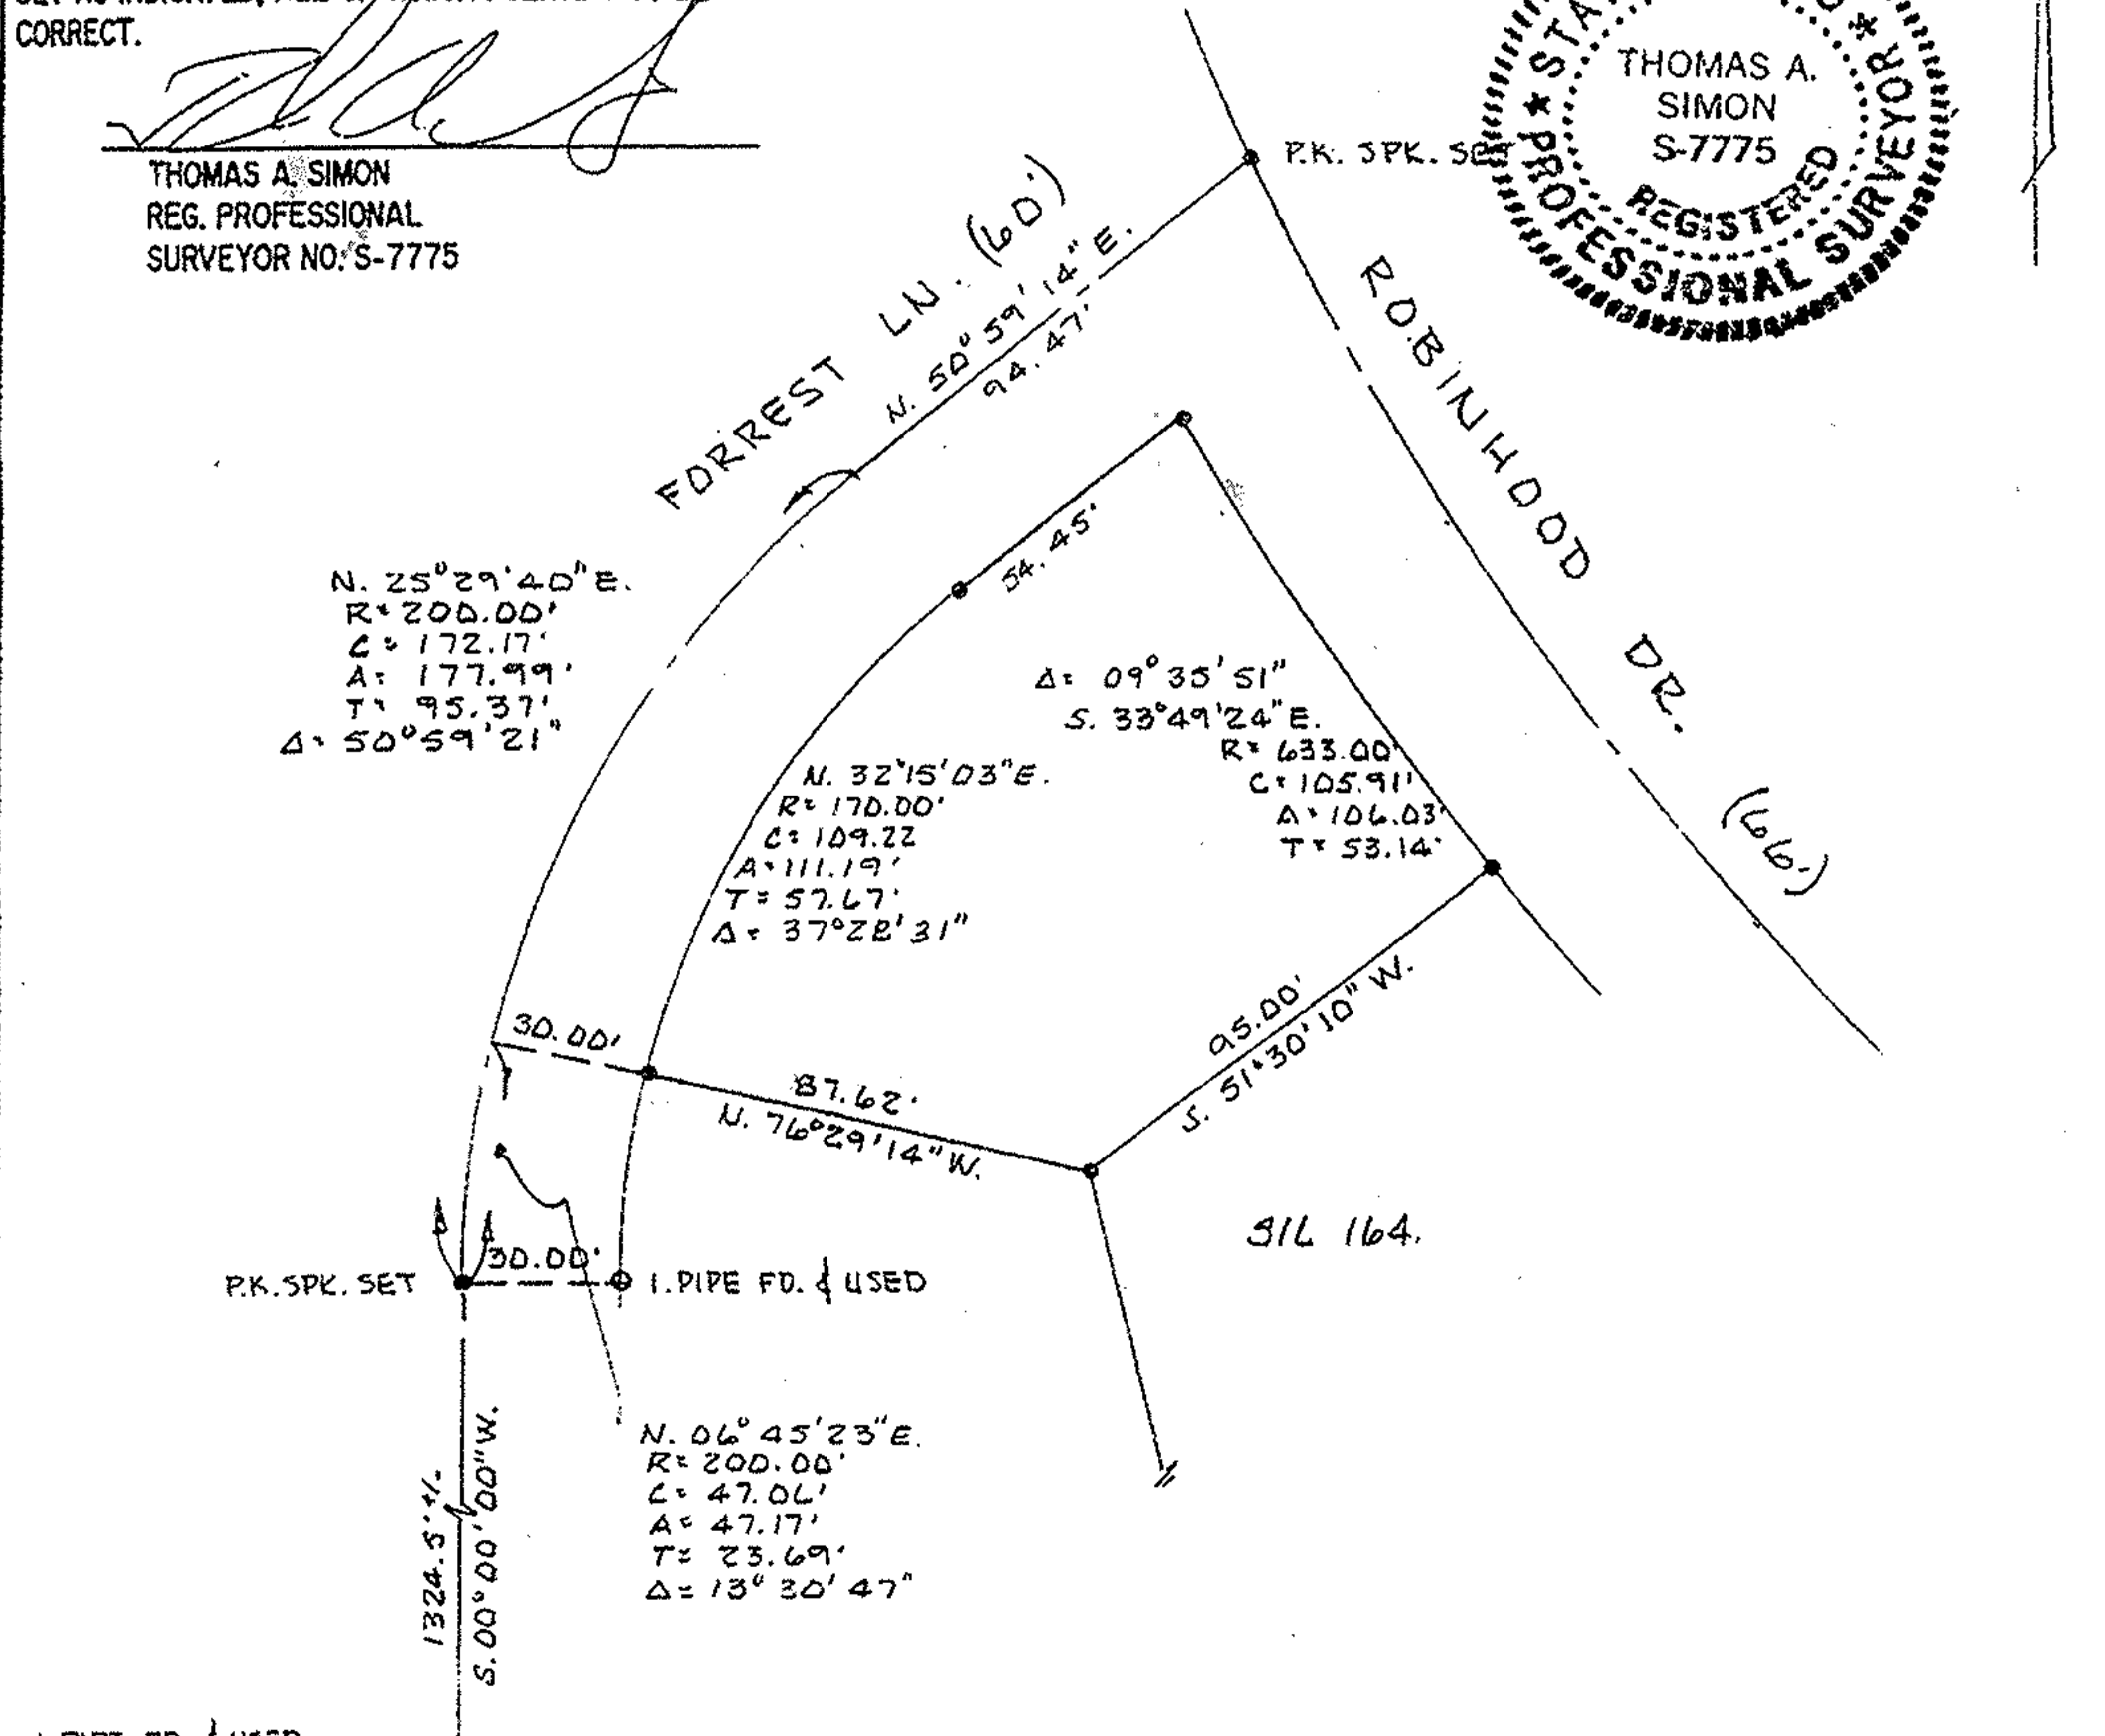 CORRECT.
THOMAS A. SIMON
REG. PROFESSIONAL
SURVEYOR NO. S-7775
THOMAS A.
SIMON
S-7775
REGISTERED
★ PROFESSIONAL SURVEYOR ★
P.K. SPK. SET
FORREST LN. (60')
N. 50° 59' 14" E.
94.47'
ROBINHOOD DR. (66')
54.45'
N. 25°29'40"E.
R= 200.00'
C= 172.17'
A= 177.99'
T= 95.37'
Δ= 50°59'21"
Δ= 09°35'51"
S. 33°49'24"E.
R= 633.00'
C= 105.91'
A= 106.03'
T= 53.14'
N. 32°15'03"E.
R= 170.00'
C= 109.22
A= 111.19'
T= 57.67'
Δ= 37°28'31"
30.00'
87.62'
N. 76°29'14"W.
95.00'
S. 51°30'10" W.
S/L 164.
P.K. SPK. SET
30.00'
I. PIPE FD. & USED
N. 06°45'23"E.
R= 200.00'
C= 47.06'
A= 47.17'
T= 23.69'
Δ= 13°30'47"
1324.5' +/-
S. 00°00'00"W.